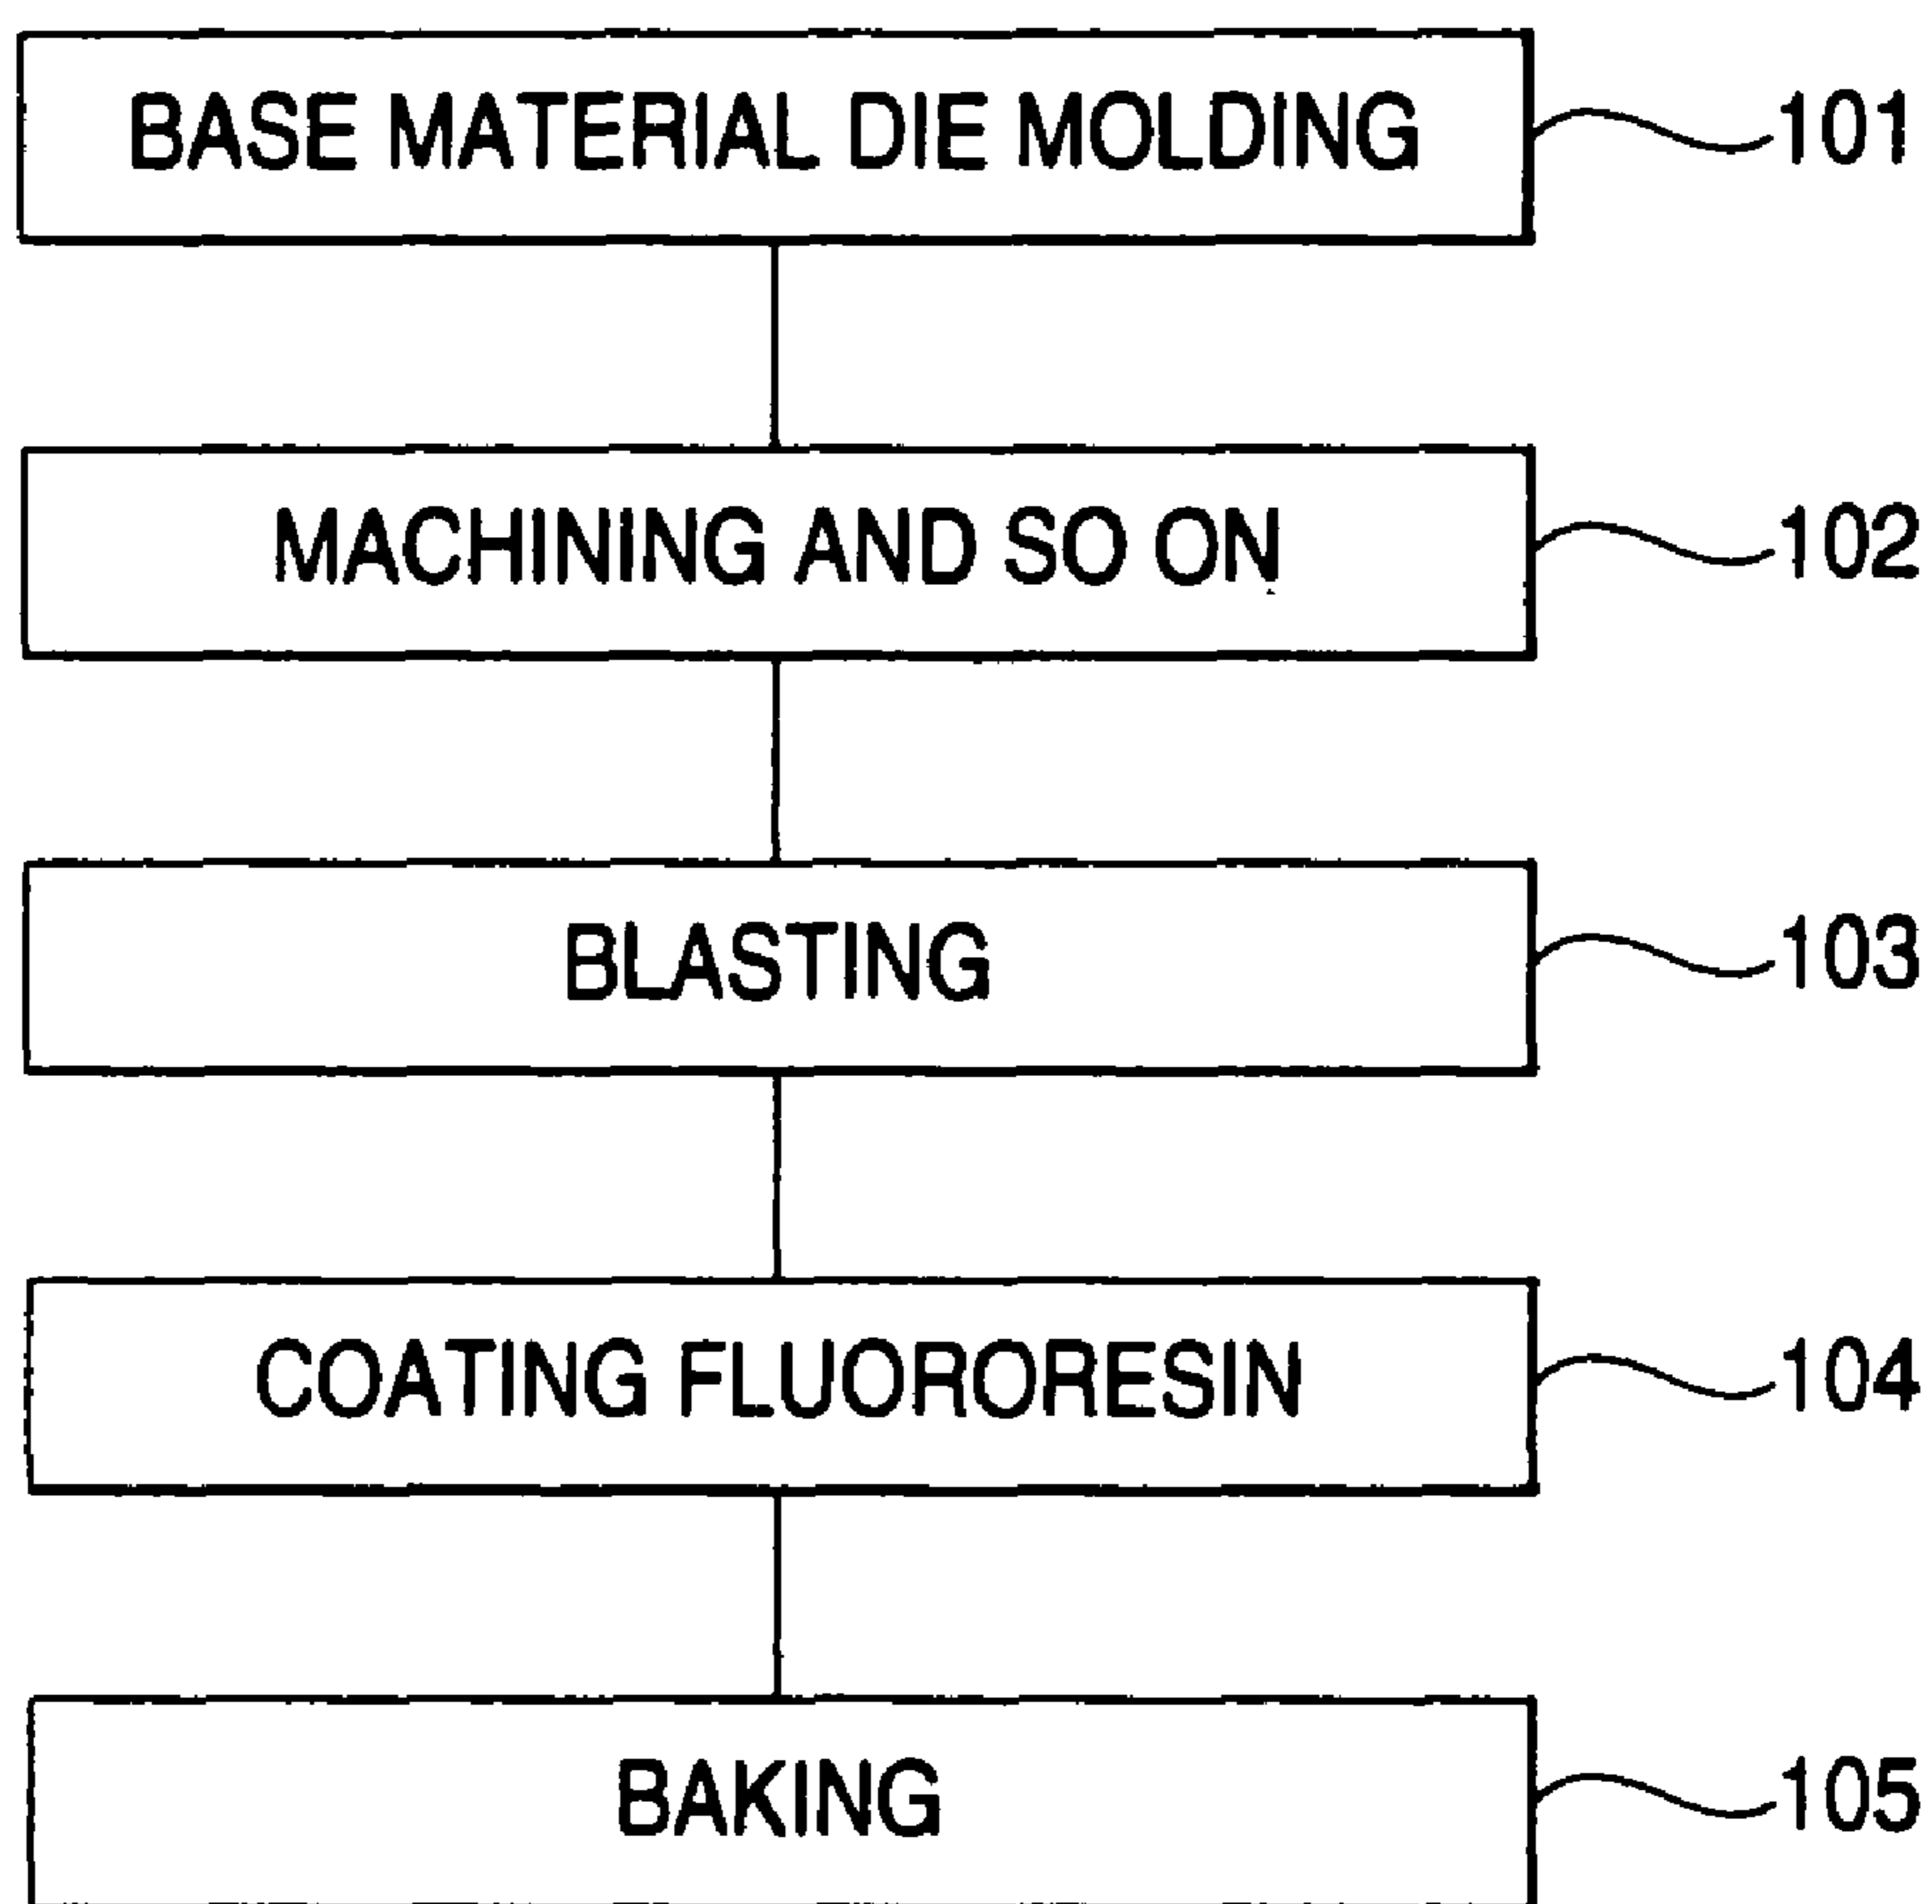 BASE MATERIAL DIE MOLDING 101
MACHINING AND SO ON 102
BLASTING 103
COATING FLUORORESIN 104
BAKING 105